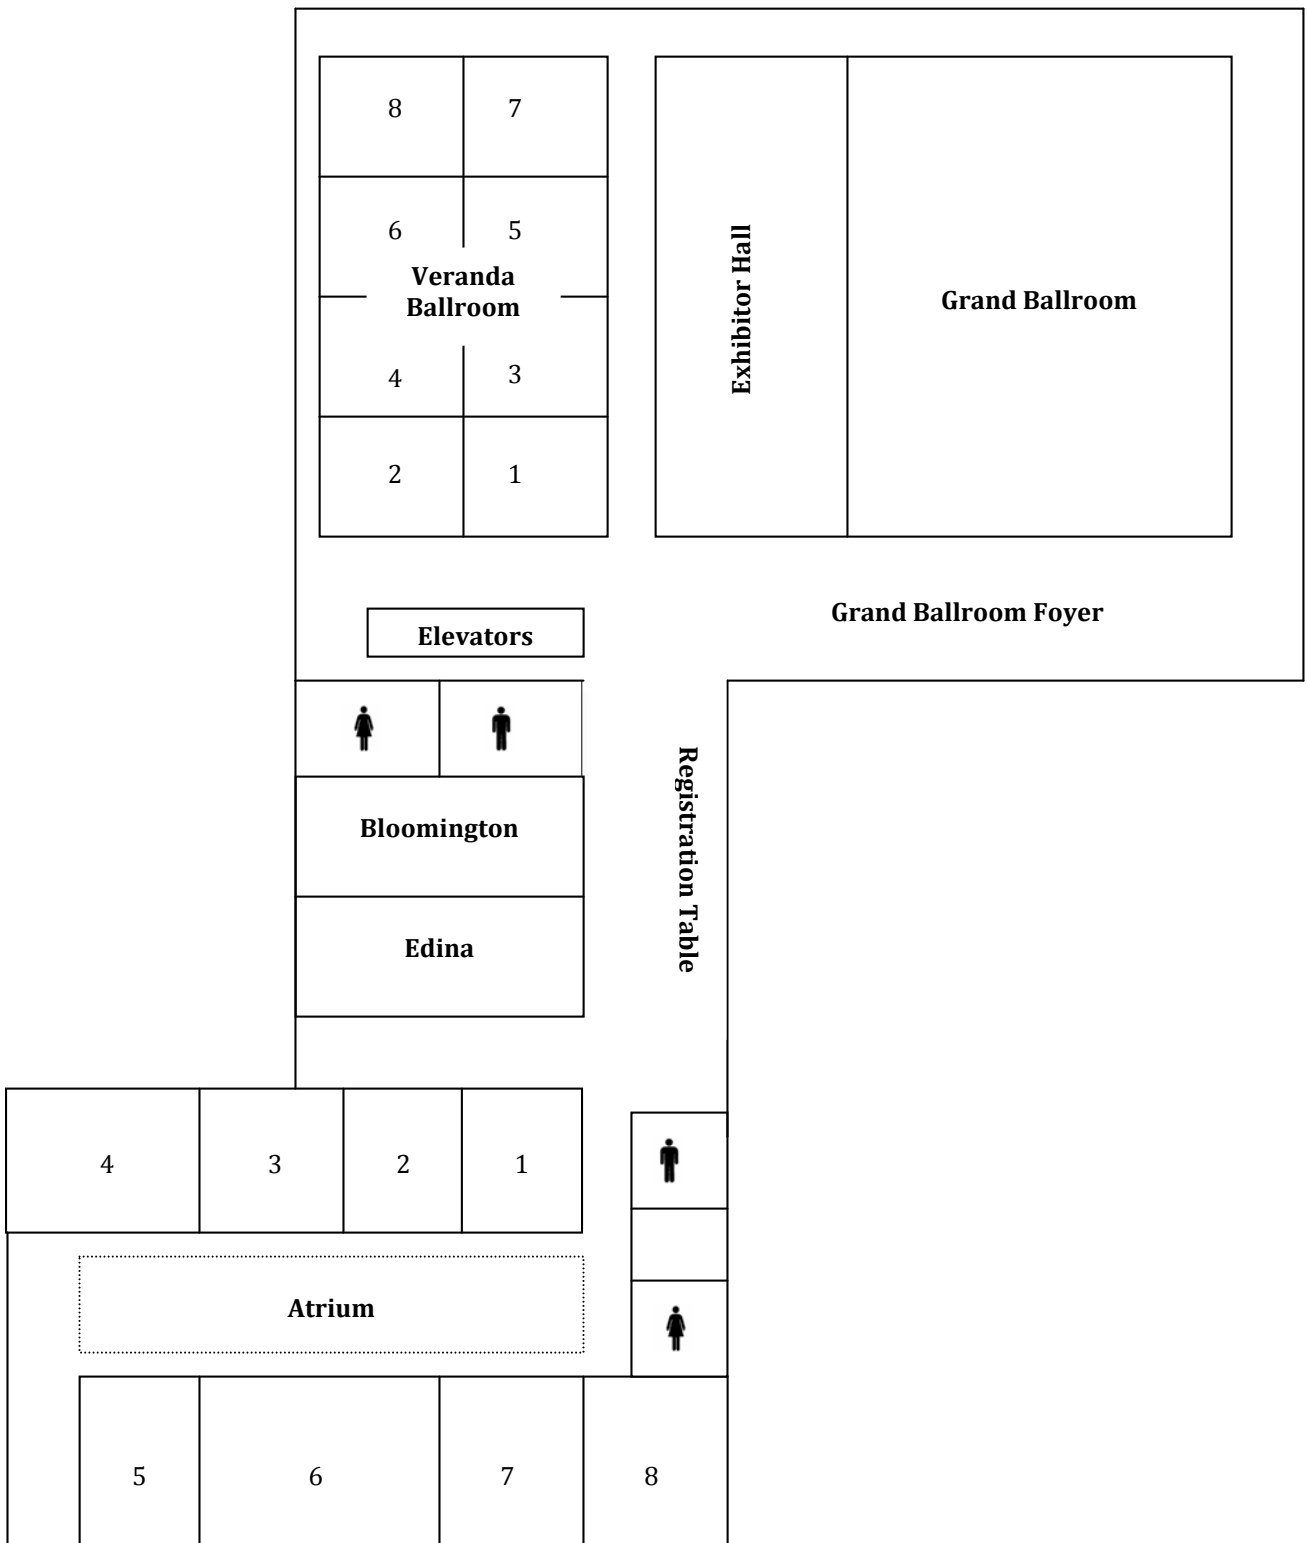 8 7
6 5
Veranda
Ballroom
4 3
2 1
Exhibitor Hall
Grand Ballroom
Grand Ballroom Foyer
Elevators
Bloomington
Edina
Registration Table
4 3 2 1
Atrium
5 6 7 8